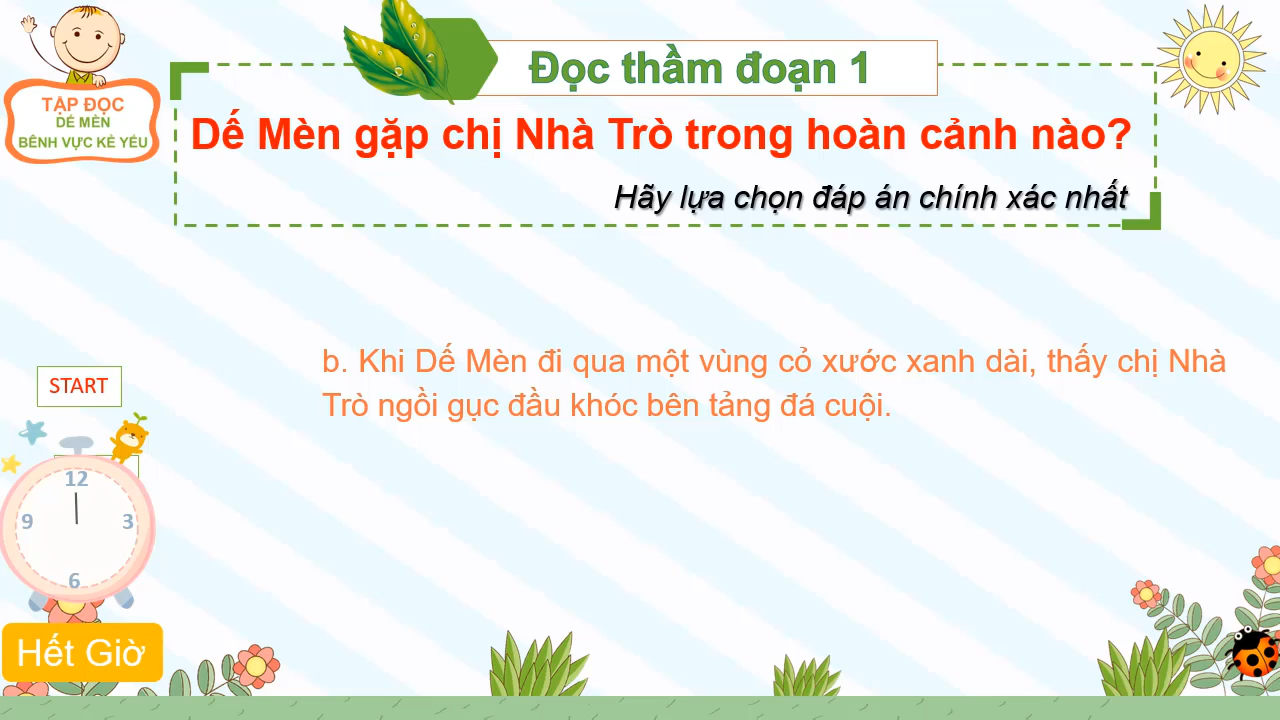 TẬP ĐỌC
DẾ MÈN
BÊNH VỰC KẺ YẾU
Đọc thầm đoạn 1
Dế Mèn gặp chị Nhà Trò trong hoàn cảnh nào?
Hãy lựa chọn đáp án chính xác nhất
b. Khi Dế Mèn đi qua một vùng cỏ xước xanh dài, thấy chị Nhà
Trò ngồi gục đầu khóc bên tảng đá cuội.
START
12
9
3
6
Hết Giờ